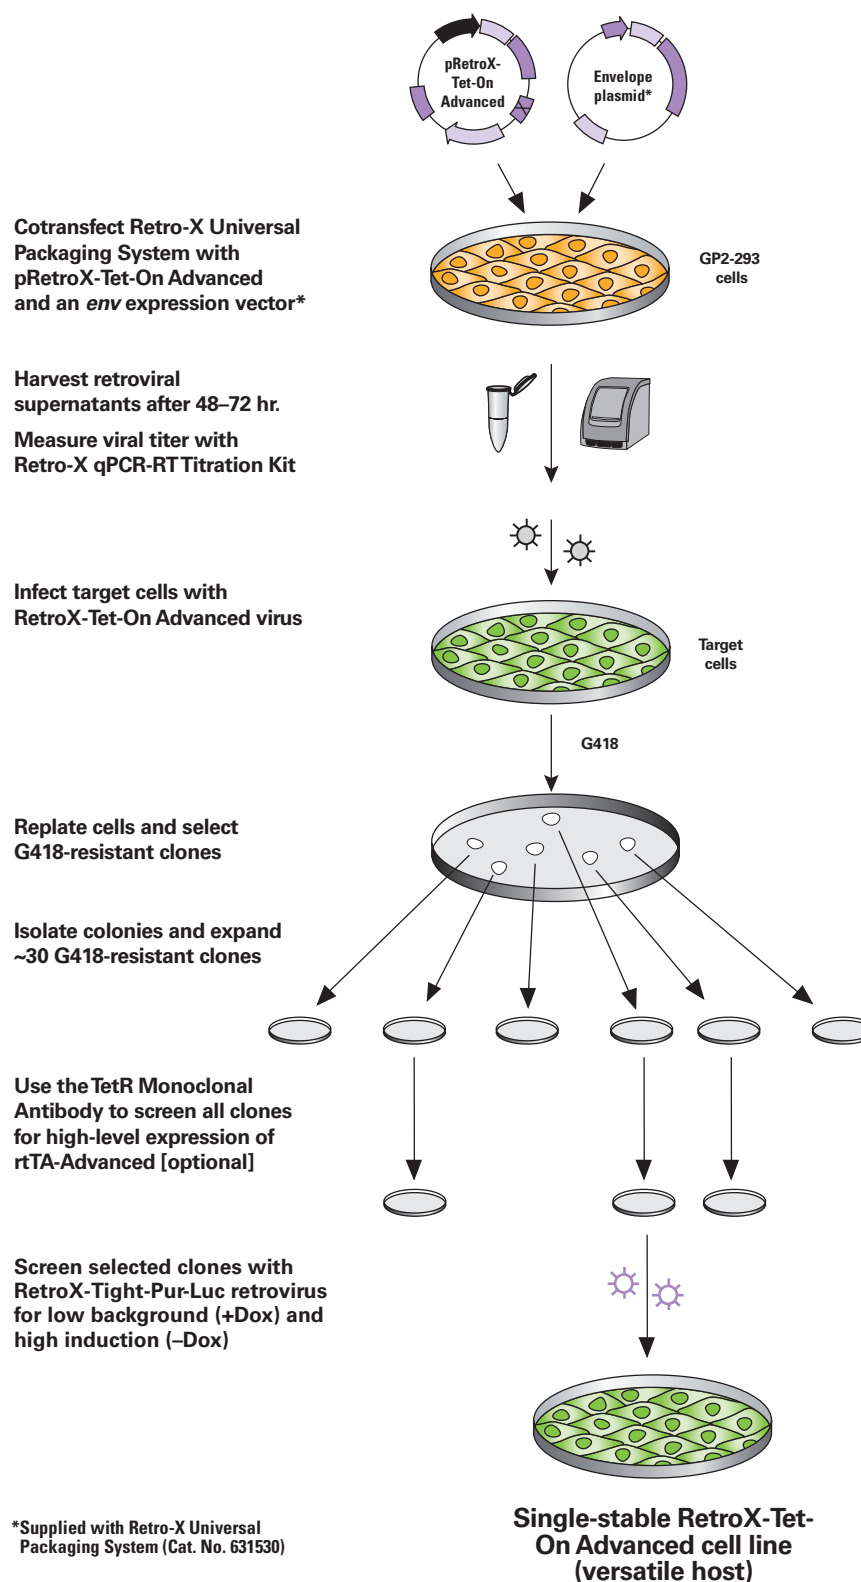 pRetroX-
Tet-On
Advanced
Envelope
plasmid*
Cotransfect Retro-X Universal
Packaging System with
pRetroX-Tet-On Advanced
and an env expression vector*
GP2-293
cells
Harvest retroviral
supernatants after 48–72 hr.
Measure viral titer with
Retro-X qPCR-RT Titration Kit
Infect target cells with
RetroX-Tet-On Advanced virus
Target
cells
G418
Replate cells and select
G418-resistant clones
Isolate colonies and expand
~30 G418-resistant clones
Use the TetR Monoclonal
Antibody to screen all clones
for high-level expression of
rtTA-Advanced [optional]
Screen selected clones with
RetroX-Tight-Pur-Luc retrovirus
for low background (+Dox) and
high induction (–Dox)
*Supplied with Retro-X Universal
Packaging System (Cat. No. 631530)
Single-stable RetroX-Tet-
On Advanced cell line
(versatile host)